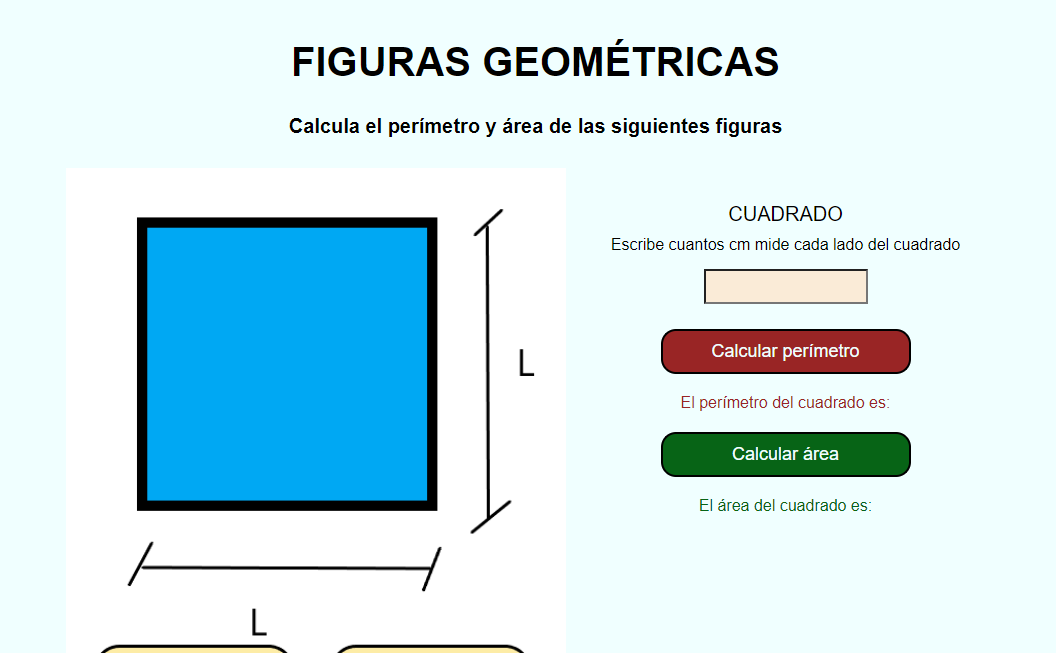 FIGURAS GEOMÉTRICAS
Calcula el perímetro y área de las siguientes figuras
L
L
CUADRADO
Escribe cuantos cm mide cada lado del cuadrado
Calcular perímetro
El perímetro del cuadrado es:
Calcular área
El área del cuadrado es: